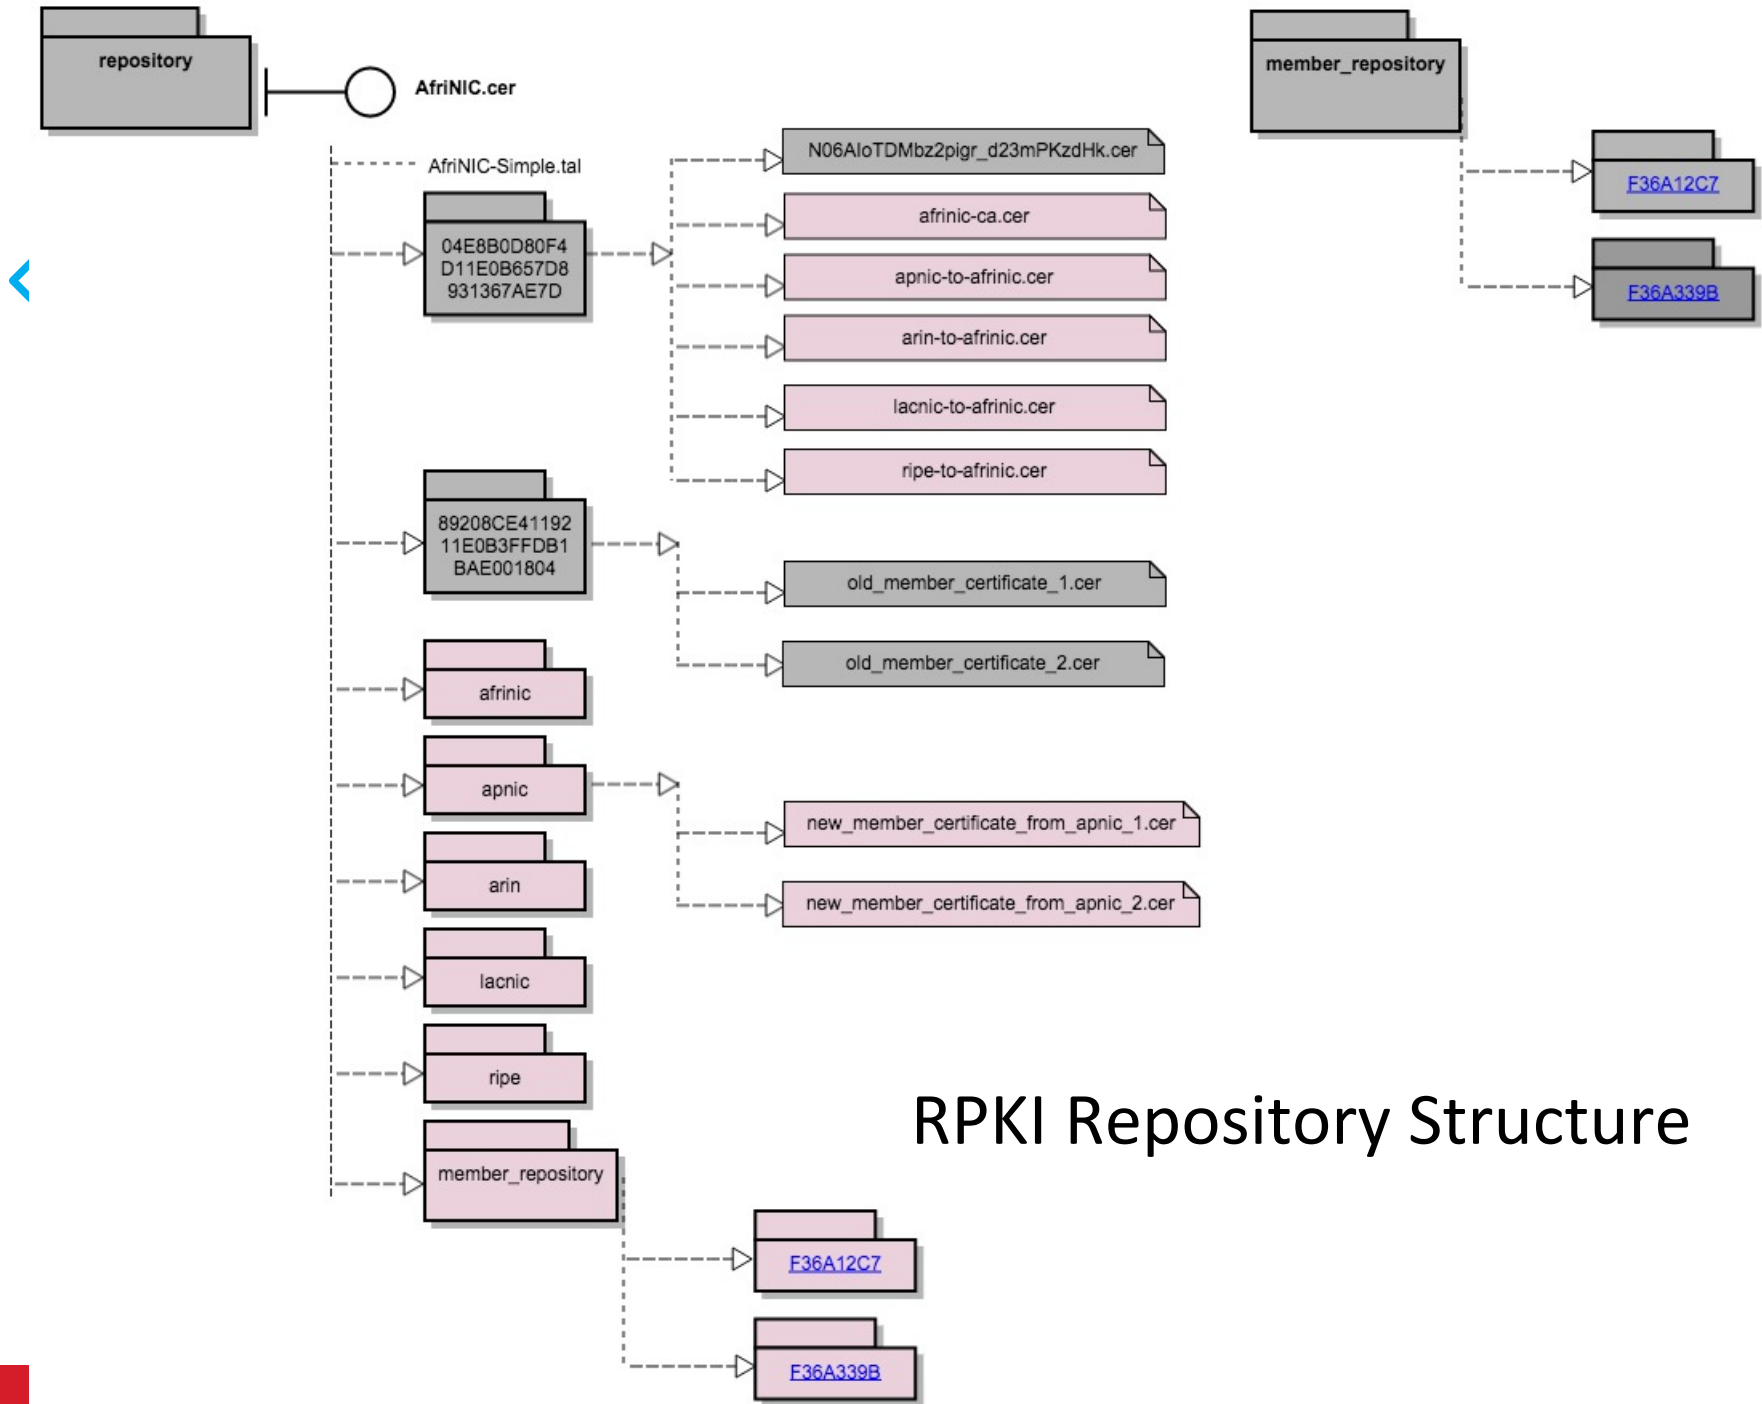 repository
AfriNIC.cer
member_repository
F36A12C7
F36A339B
AfriNIC-Simple.tal
04E8B0D80F4
D11E0B657D8
931367AE7D
N06AIoTDMbz2pigr_d23mPKzdHk.cer
afrinic-ca.cer
apnic-to-afrinic.cer
arin-to-afrinic.cer
lacnic-to-afrinic.cer
ripe-to-afrinic.cer
89208CE41192
11E0B3FFDB1
BAE001804
old_member_certificate_1.cer
old_member_certificate_2.cer
afrinic
apnic
new_member_certificate_from_apnic_1.cer
new_member_certificate_from_apnic_2.cer
arin
lacnic
ripe
RPKI Repository Structure
member_repository
F36A12C7
F36A339B